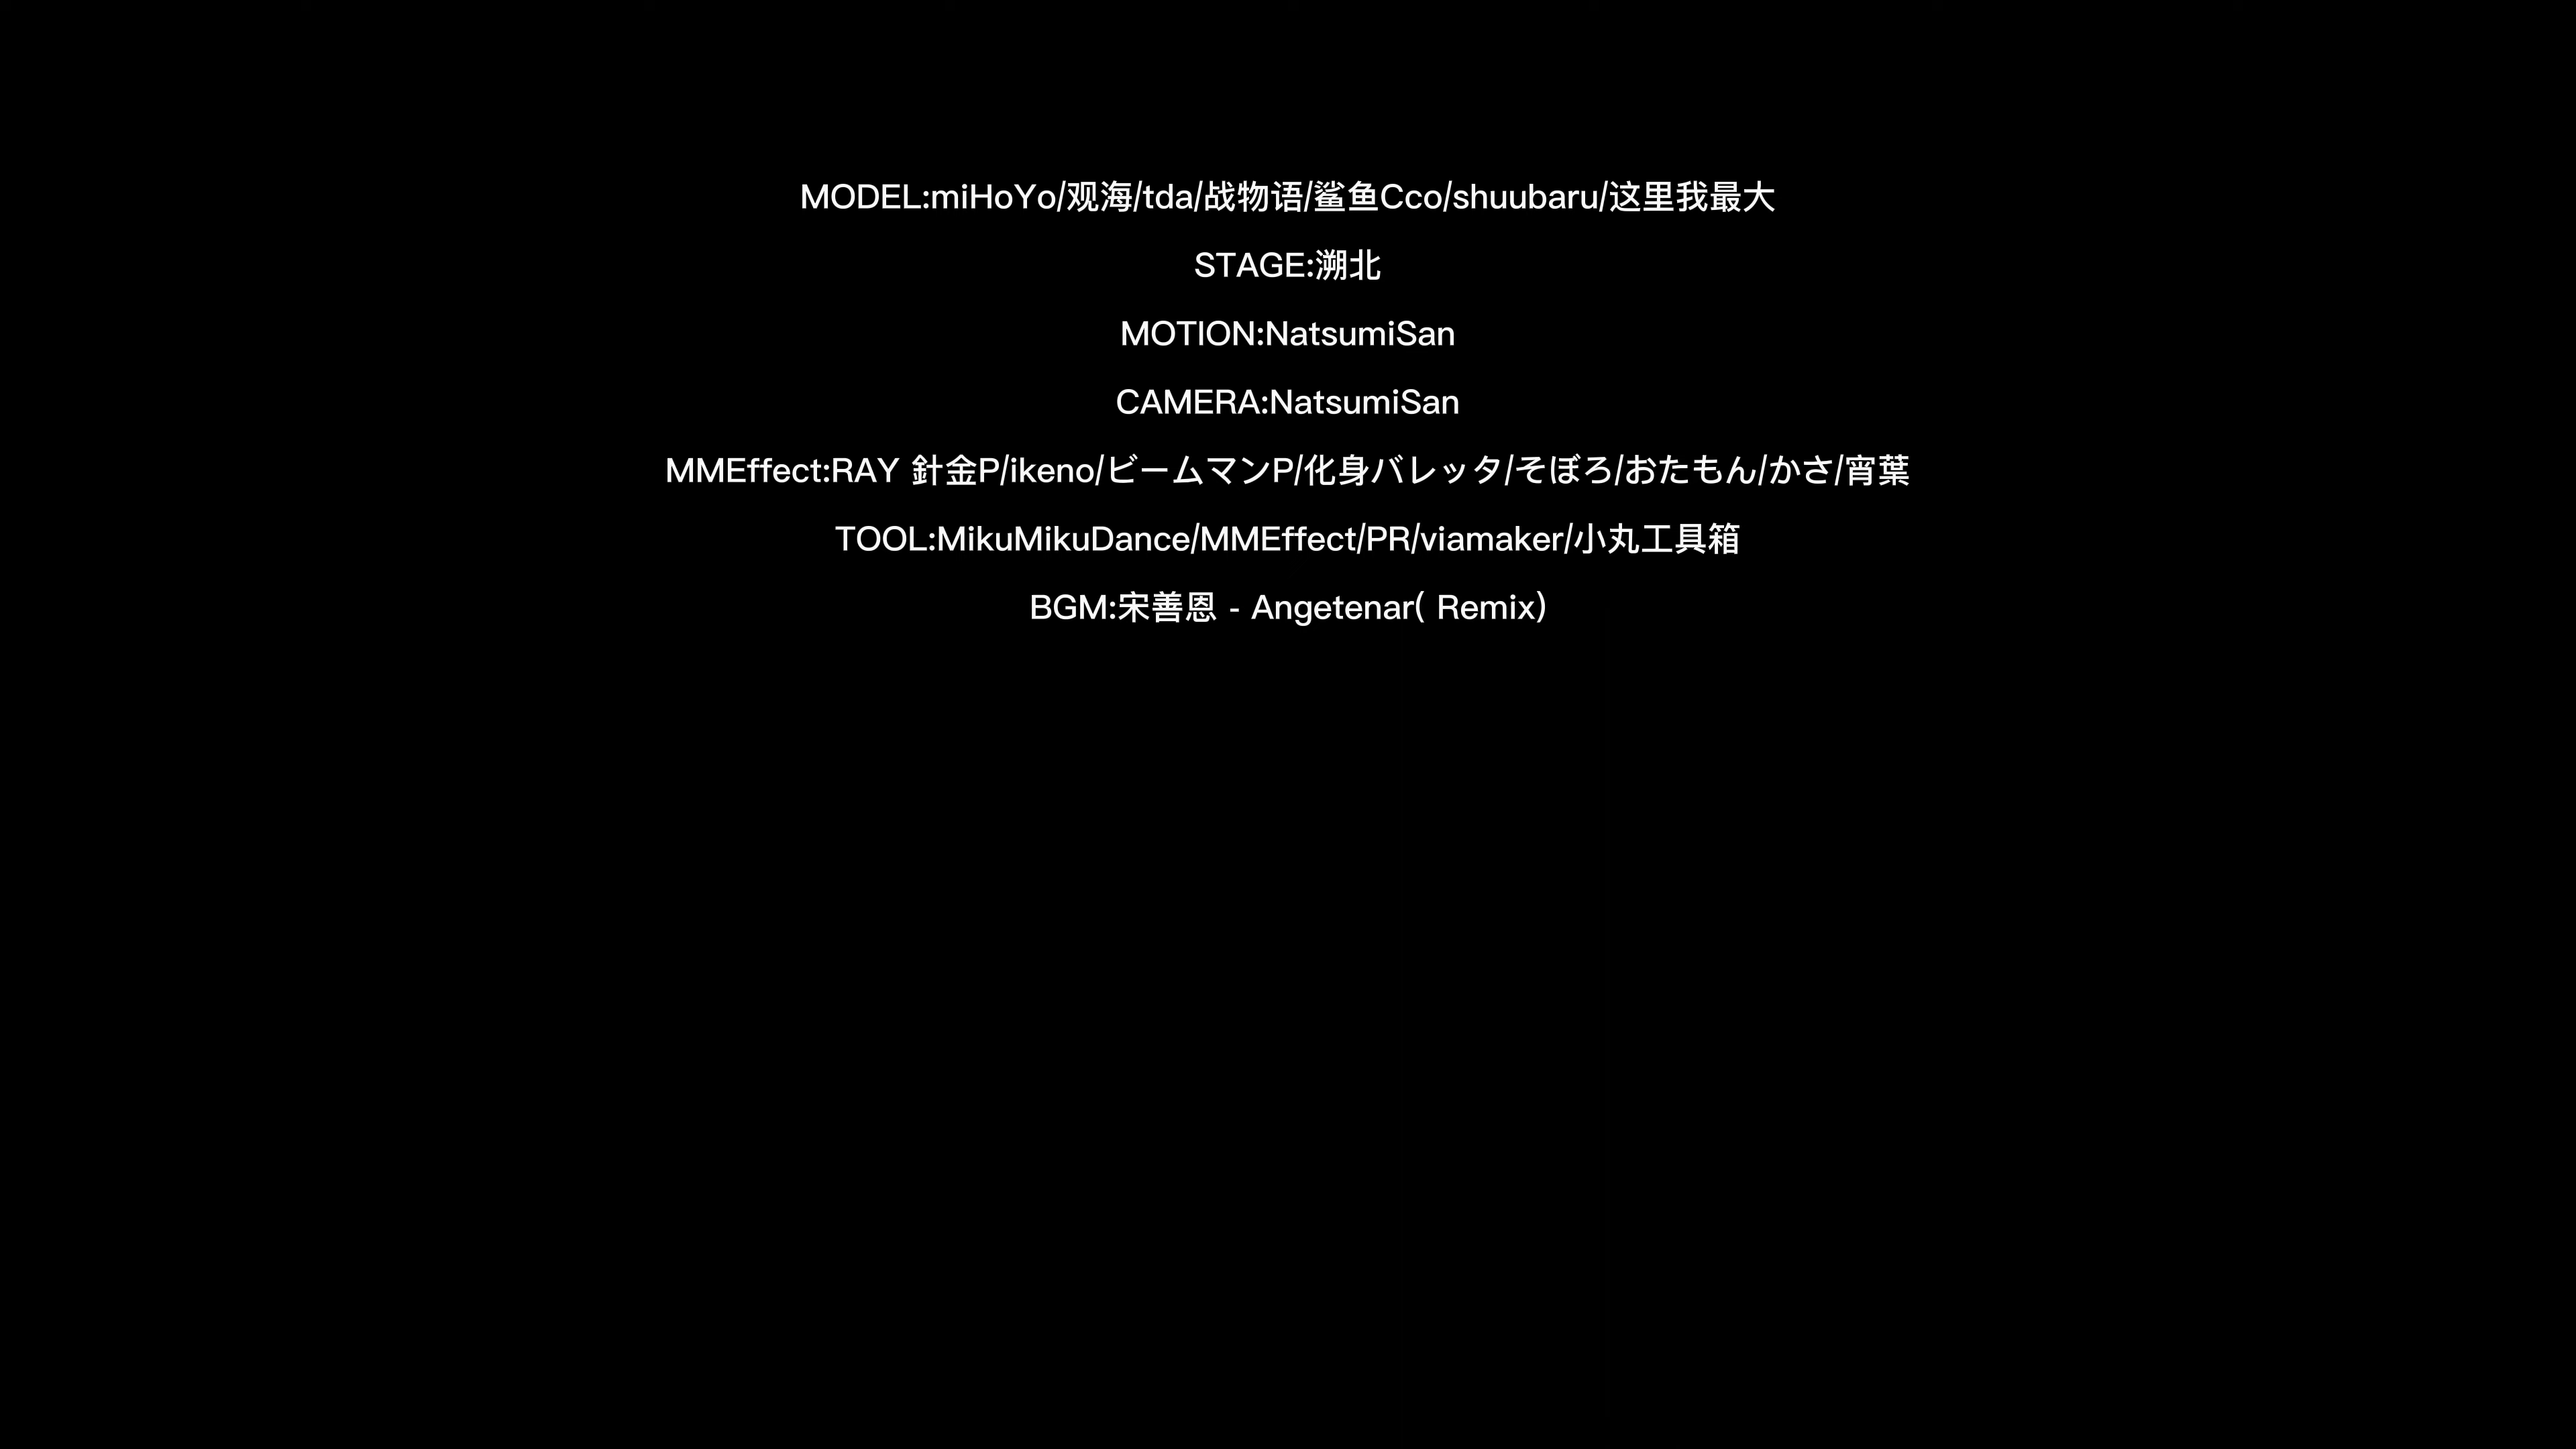 MODEL:miHoYo/观海/tda/战物语/鲨鱼Cco/shuubaru/这里我最大
STAGE:溯北
MOTION:NatsumiSan
CAMERA:NatsumiSan
MMEffect:RAY 針金P/ikeno/ビームマンP/化身バレッタ/そぼろ/おたもん/かさ/宵葉
TOOL:MikuMikuDance/MMEffect/PR/viamaker/小丸工具箱
BGM:宋善恩 - Angetenar( Remix)